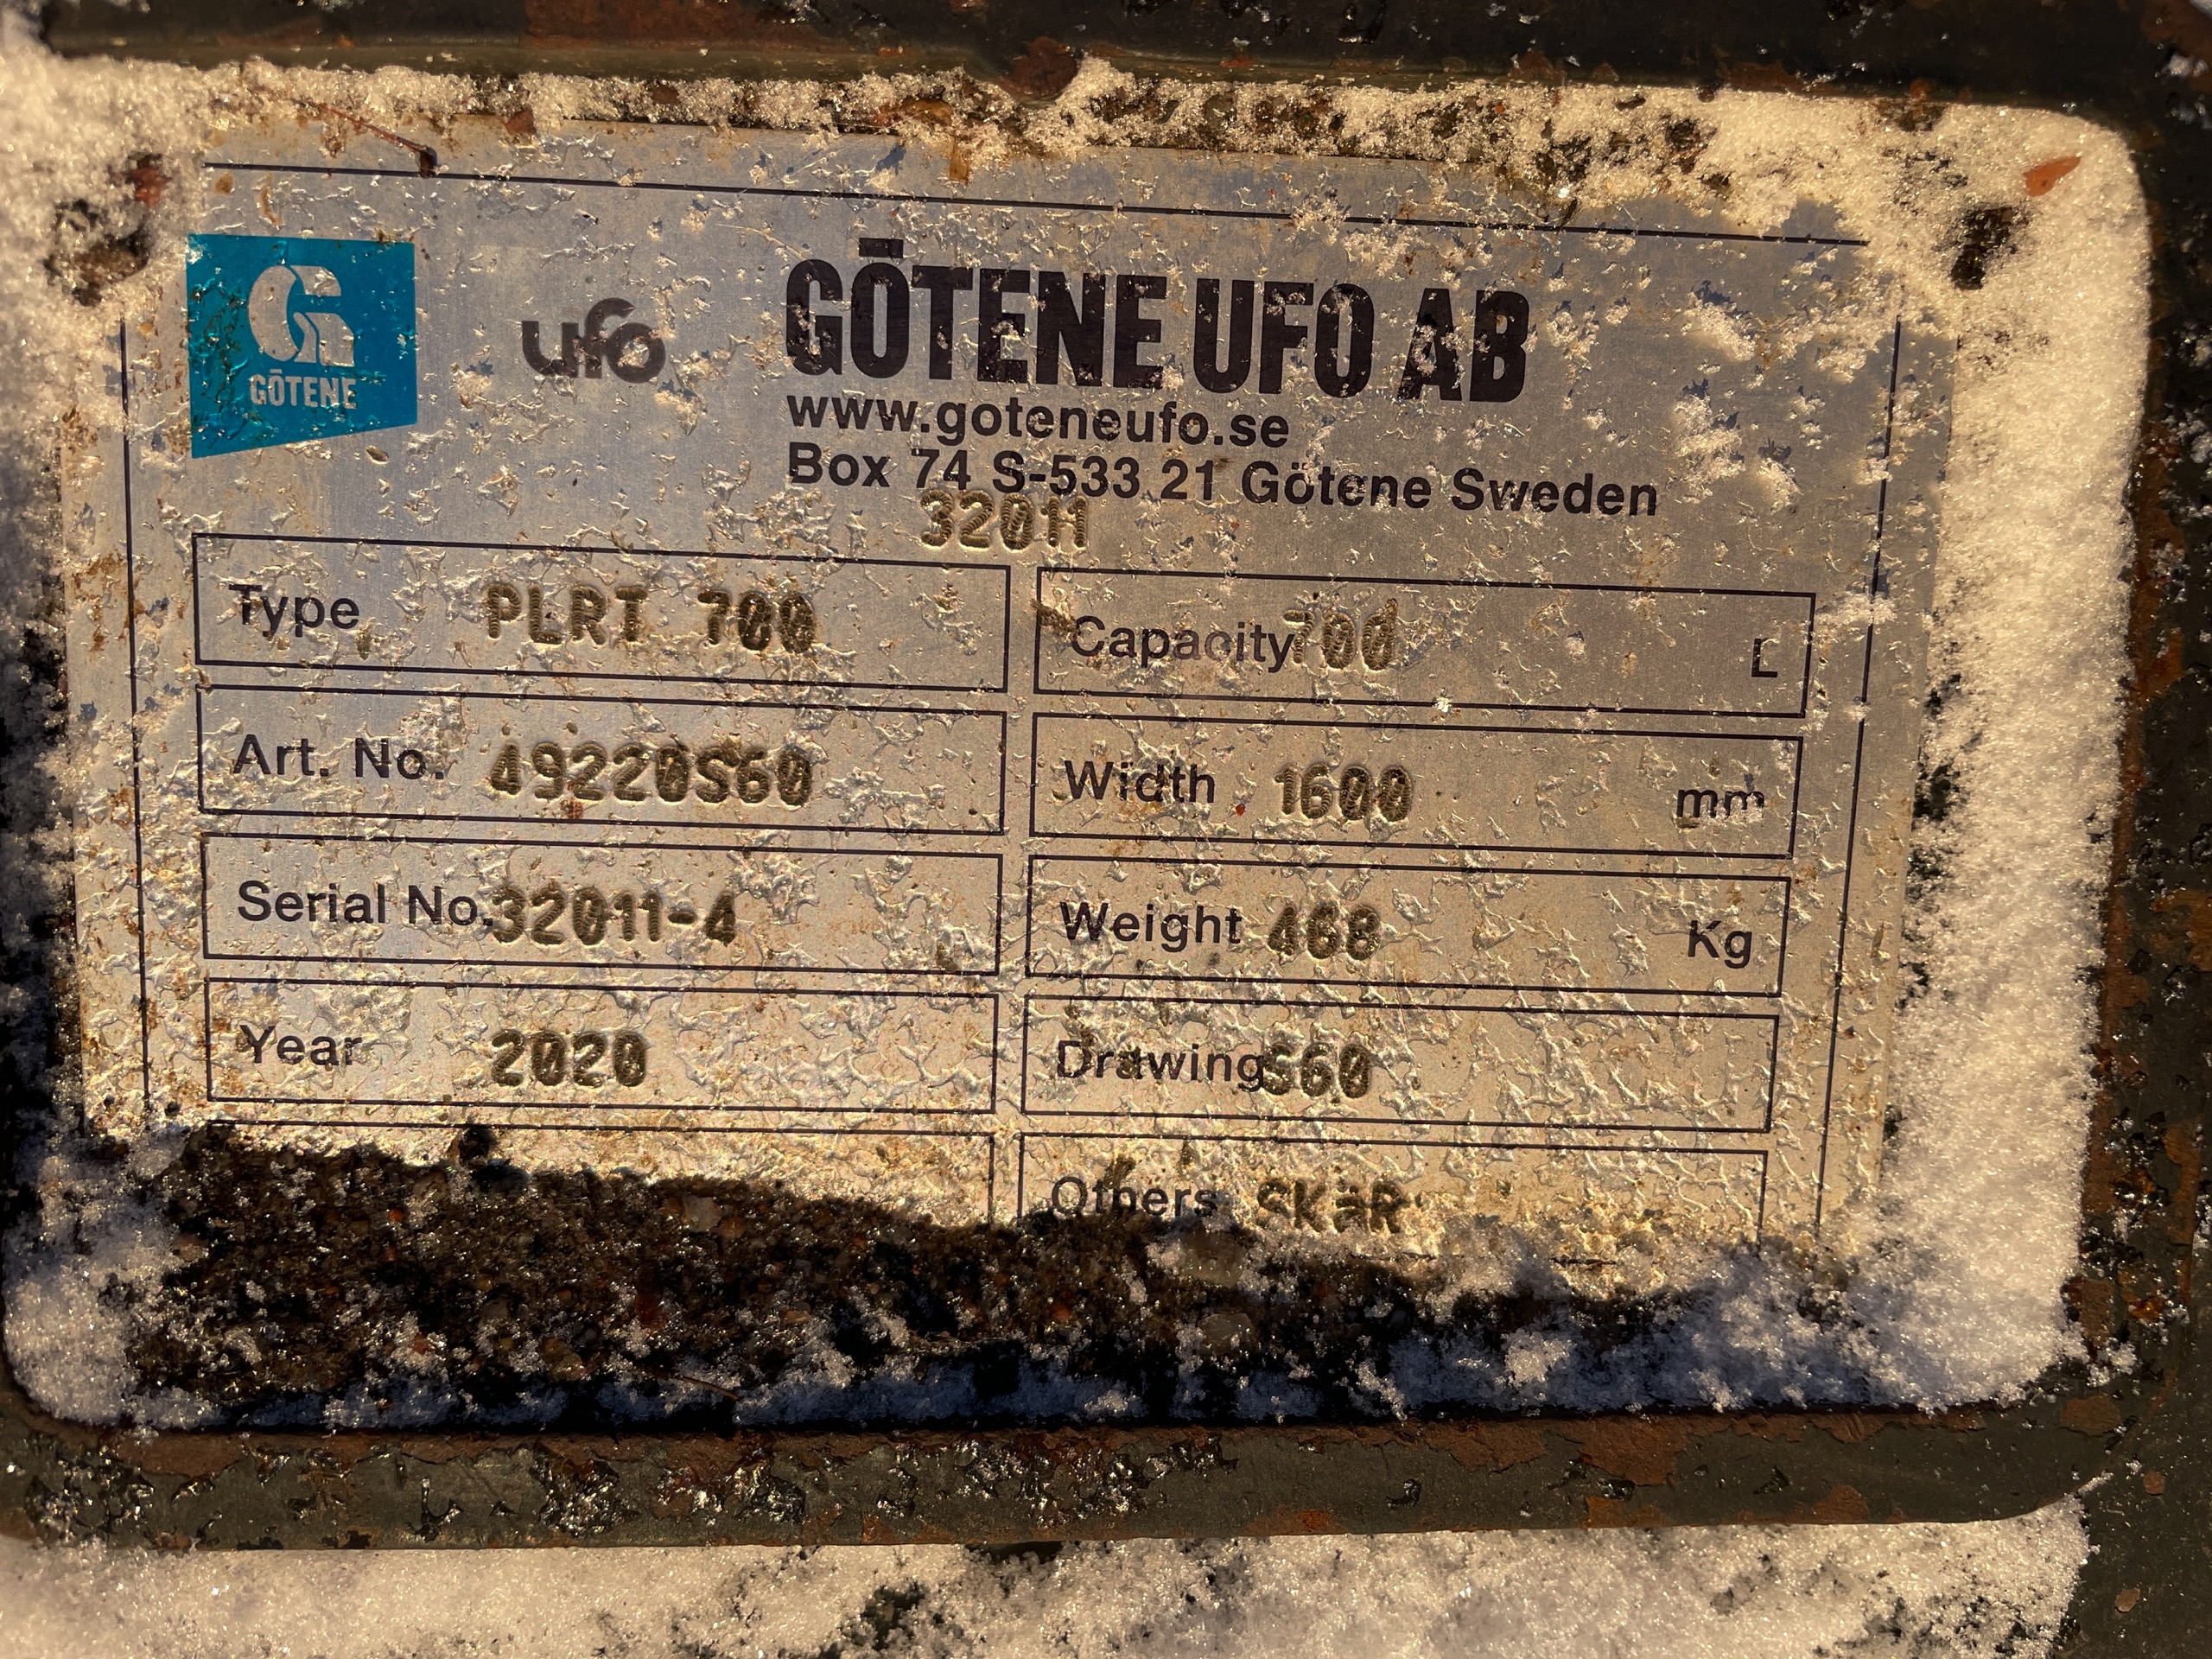 G
GÖTENE
ufo
GÖTENE UFO AB
www.goteneufo.se
Box 74 S-533 21 Götene Sweden
32011
Type PLRT 700
Capacity 700 L
Art. No. 49220S60
Width 1600 mm
Serial No. 32011-4
Weight 468 Kg
Year 2020
Drawing S60
Others SKäR